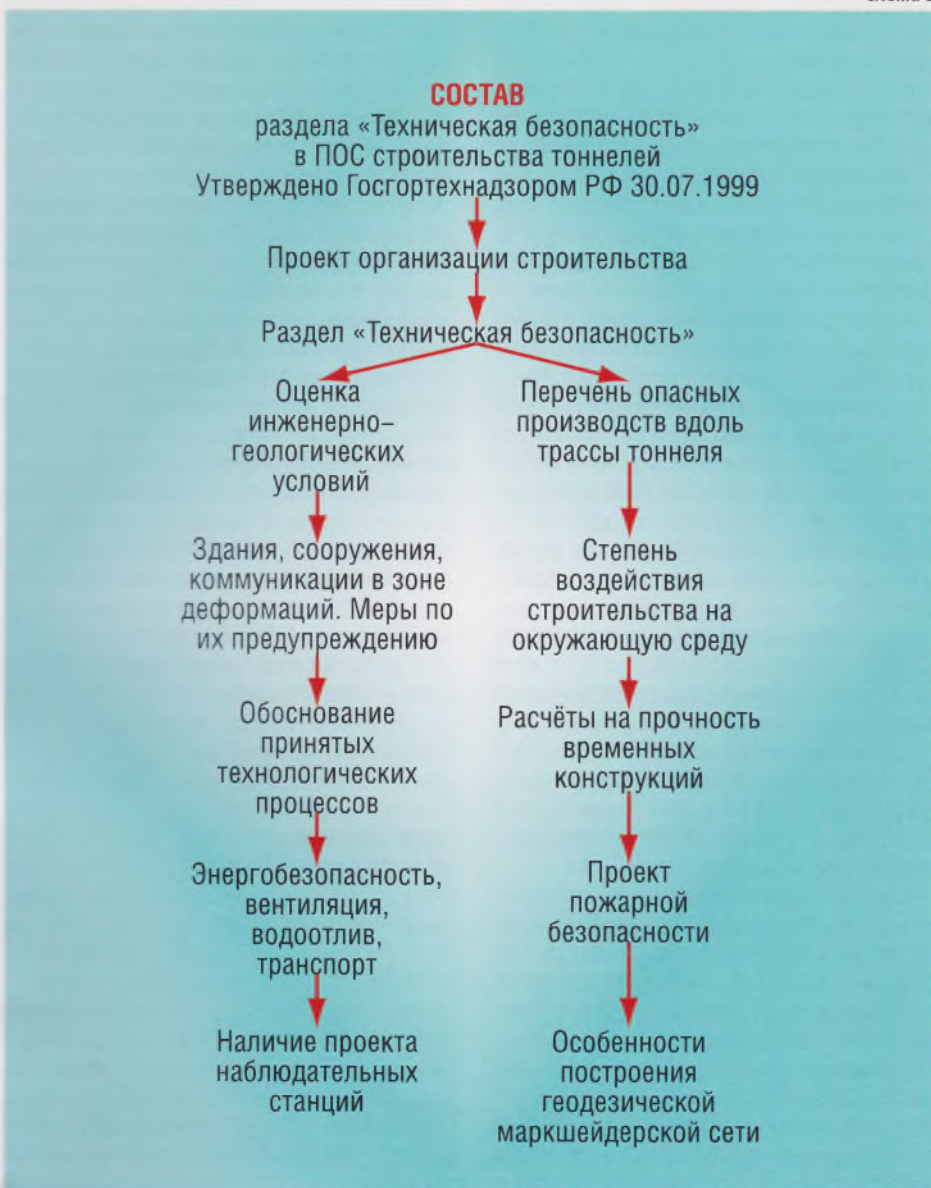 СОСТАВ
раздела «Техническая безопасность»
в ПОС строительства тоннелей
Утверждено Госгортехнадзором РФ 30.07.1999
Проект организации строительства
Раздел «Техническая безопасность»
Оценка
инженерно–
геологических
условий
Здания, сооружения,
коммуникации в зоне
деформаций. Меры по
их предупреждению
Обоснование
принятых
технологических
процессов
Энергобезопасность,
вентиляция,
водоотлив,
транспорт
Наличие проекта
наблюдательных
станций
Перечень опасных
производств вдоль
трассы тоннеля
Степень
воздействия
строительства на
окружающую среду
Расчёты на прочность
временных
конструкций
Проект
пожарной
безопасности
Особенности
построения
геодезической
маркшейдерской сети